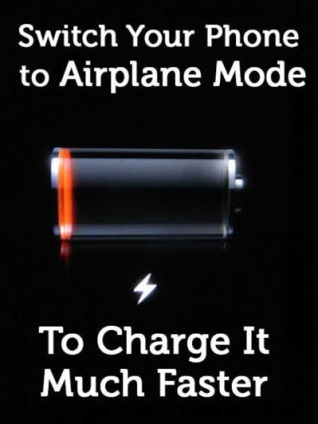 Switch Your Phone
to Airplane Mode
To Charge It
Much Faster